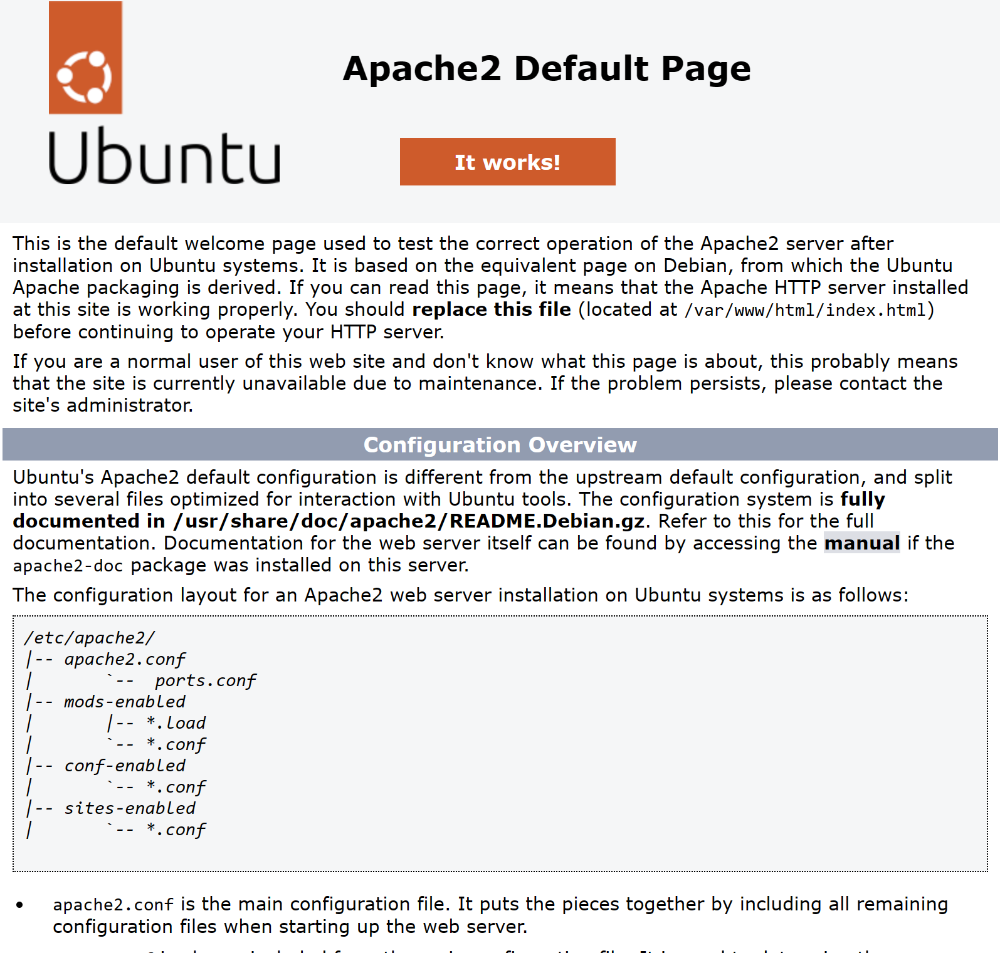 Ubuntu
Apache2 Default Page
It works!
This is the default welcome page used to test the correct operation of the Apache2 server after
installation on Ubuntu systems. It is based on the equivalent page on Debian, from which the Ubuntu
Apache packaging is derived. If you can read this page, it means that the Apache HTTP server installed
at this site is working properly. You should replace this file (located at /var/www/html/index.html)
before continuing to operate your HTTP server.
If you are a normal user of this web site and don't know what this page is about, this probably means
that the site is currently unavailable due to maintenance. If the problem persists, please contact the
site's administrator.
Configuration Overview
Ubuntu's Apache2 default configuration is different from the upstream default configuration, and split
into several files optimized for interaction with Ubuntu tools. The configuration system is fully
documented in /usr/share/doc/apache2/README.Debian.gz. Refer to this for the full
documentation. Documentation for the web server itself can be found by accessing the manual if the
apache2-doc package was installed on this server.
The configuration layout for an Apache2 web server installation on Ubuntu systems is as follows:
/etc/apache2/
|-- apache2.conf
|       `--  ports.conf
|-- mods-enabled
|       |-- *.load
|       `-- *.conf
|-- conf-enabled
|       `-- *.conf
|-- sites-enabled
|       `-- *.conf
• apache2.conf is the main configuration file. It puts the pieces together by including all remaining
configuration files when starting up the web server.